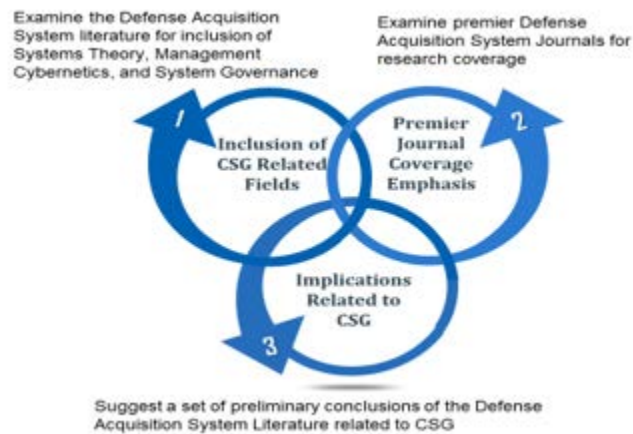 Examine the Defense Acquisition
System literature for inclusion of
Systems Theory, Management
Cybernetics, and System Governance
Examine premier Defense
Acquisition System Journals for
research coverage
1
Inclusion of
CSG Related
Fields
2
Premier
Journal
Coverage
Emphasis
Implications
Related to
CSG
3
Suggest a set of preliminary conclusions of the Defense
Acquisition System Literature related to CSG